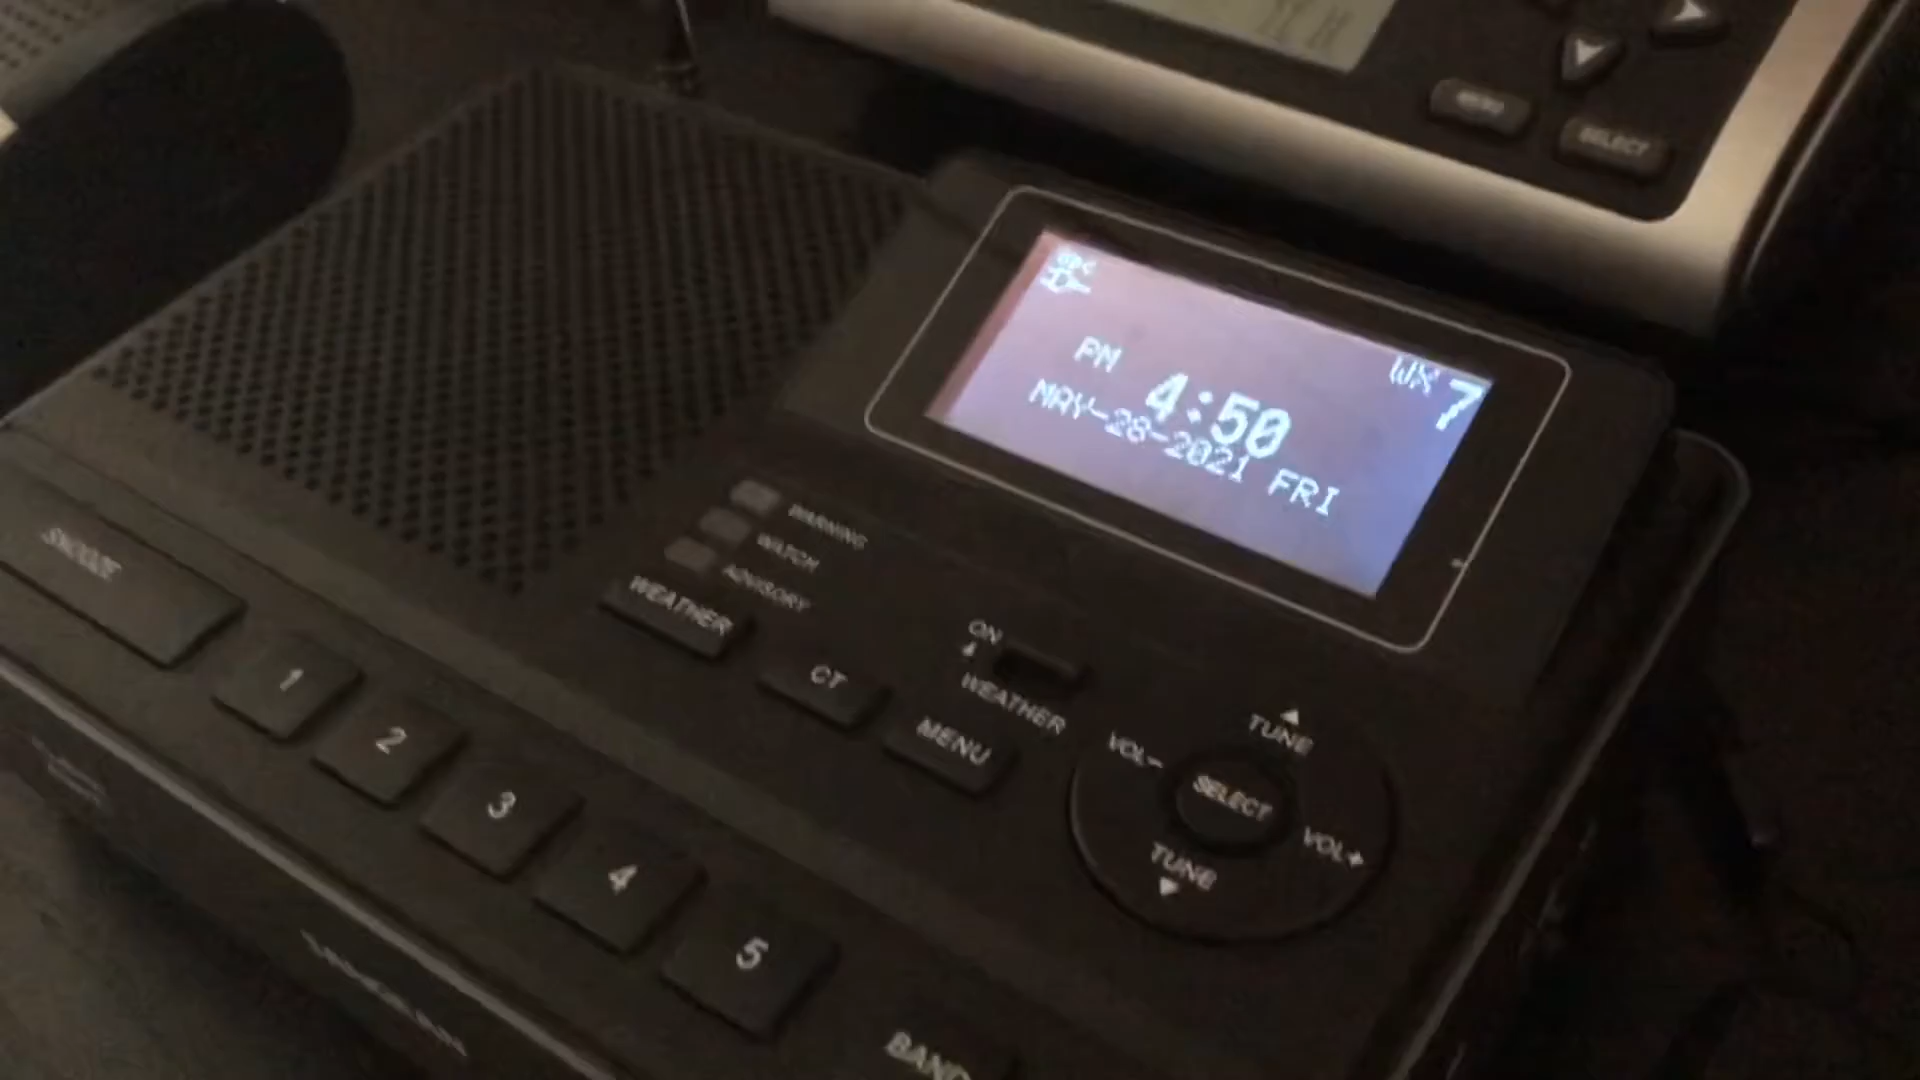 MENU
SELECT
PM 4:50
WX 7
MAY-28-2021 FRI
WARNING
WATCH
ADVISORY
WEATHER
CT
MENU
ON
WEATHER
TUNE
VOL-
SELECT
VOL+
TUNE
SNOOZE
1
2
3
4
5
BAND